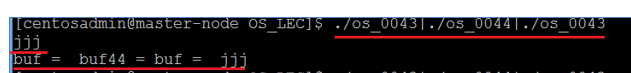 [centosadmin@master-node OS_LEC]$ ./os_0043|./os_0044|./os_0043
jjj
buf =  buf44 = buf =  jjj